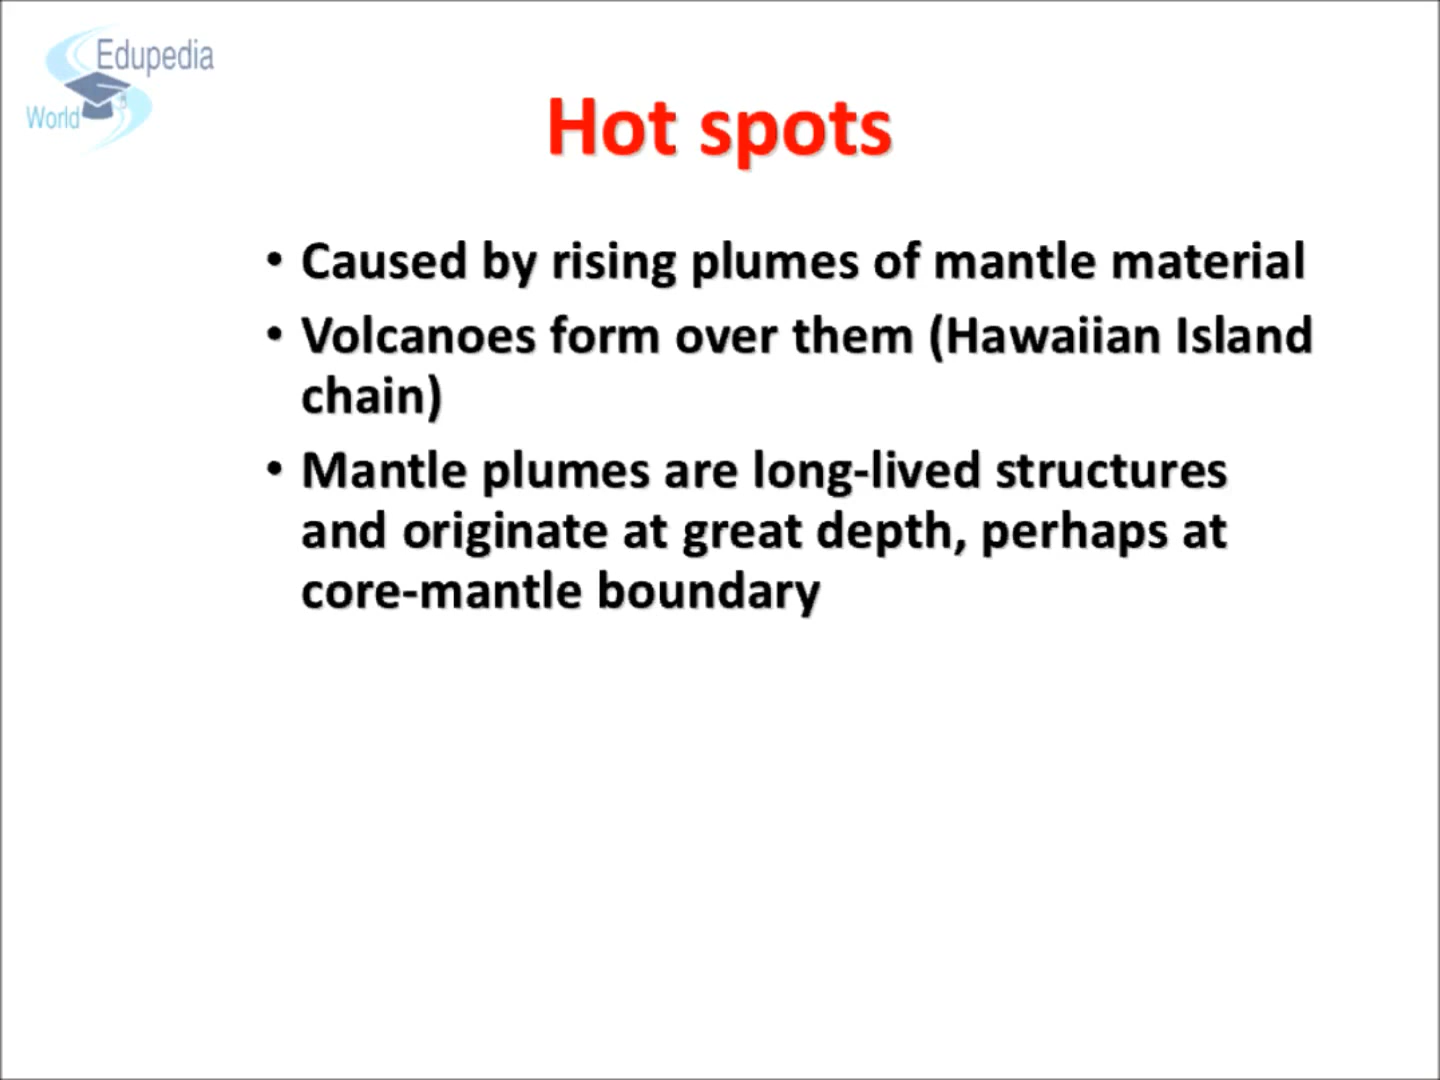 Edupedia
World
Hot spots
• Caused by rising plumes of mantle material
• Volcanoes form over them (Hawaiian Island
chain)
• Mantle plumes are long-lived structures
and originate at great depth, perhaps at
core-mantle boundary